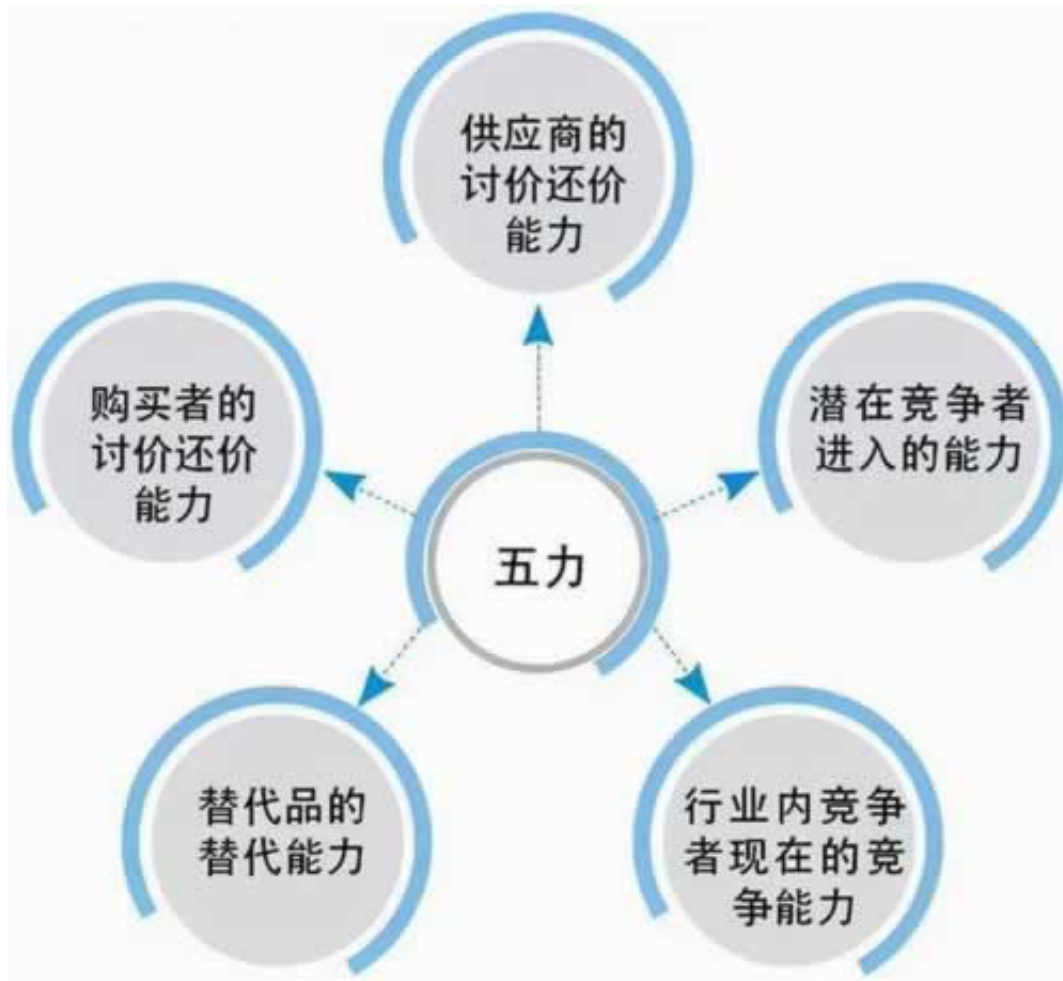 供应商的
讨价还价
能力
购买者的
讨价还价
能力
潜在竞争者
进入的能力
五力
替代品的
替代能力
行业内竞争
者现在的竞
争能力